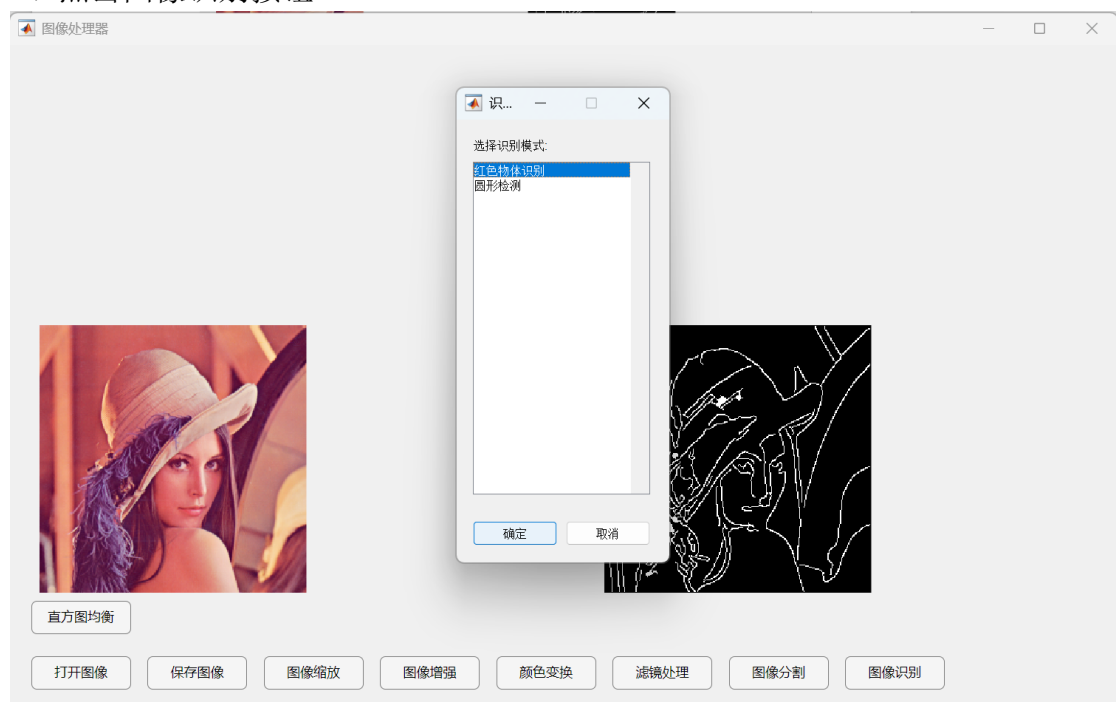 图像处理器
识...
选择识别模式:
红色物体识别
圆形检测
确定 取消
直方图均衡
打开图像 保存图像 图像缩放 图像增强 颜色变换 滤镜处理 图像分割 图像识别